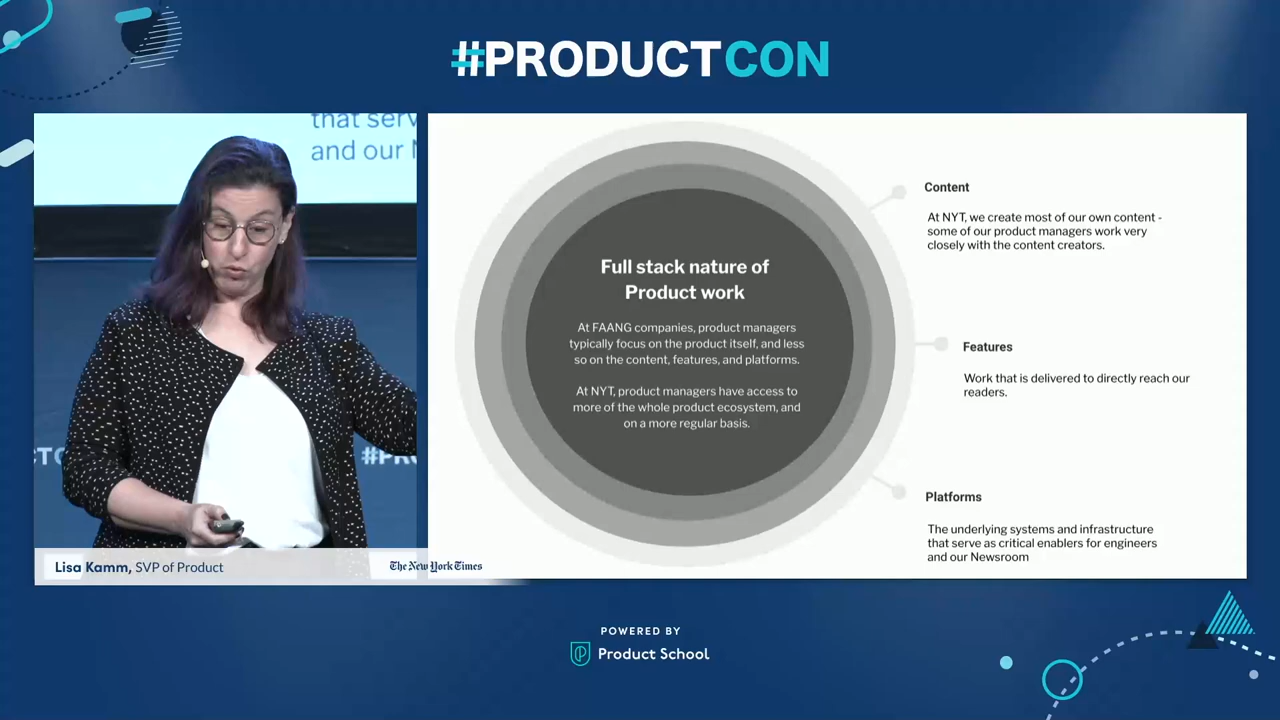 #PRODUCTCON
that serv
and our
#PR
Lisa Kamm, SVP of Product
The New York Times
Full stack nature of
Product work
At FAANG companies, product managers
typically focus on the product itself, and less
so on the content, features, and platforms.
At NYT, product managers have access to
more of the whole product ecosystem, and
on a more regular basis.
Content
At NYT, we create most of our own content -
some of our product managers work very
closely with the content creators.
Features
Work that is delivered to directly reach our
readers.
Platforms
The underlying systems and infrastructure
that serve as critical enablers for engineers
and our Newsroom
POWERED BY
Product School